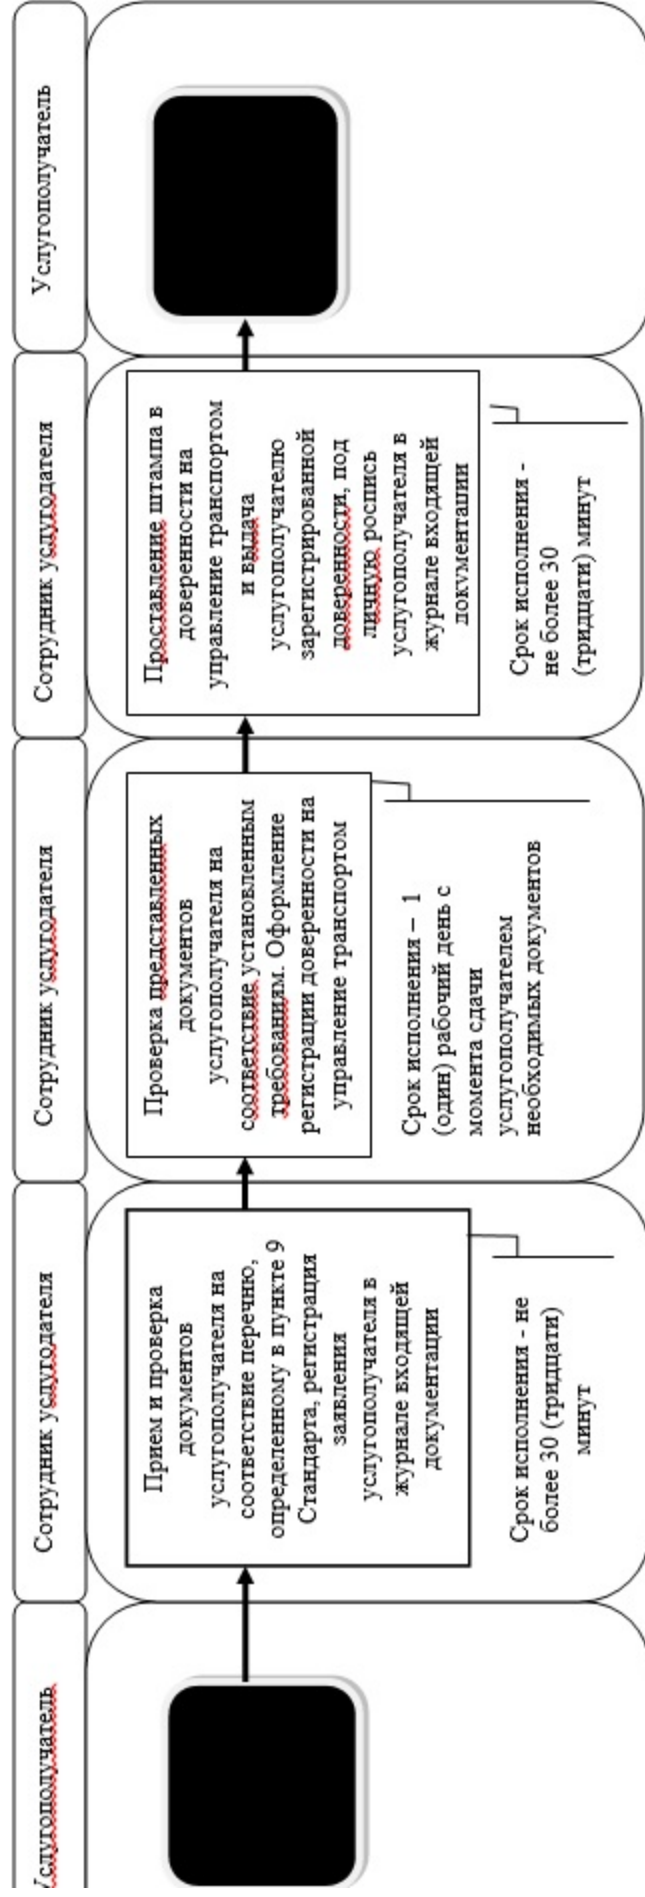 Услугополучатель
Сотрудник услугодателя
Сотрудник услугодателя
Сотрудник услугодателя
Услугополучатель
Прием и проверка
документов
услугополучателя на
соответствие перечню,
определенному в пункте 9
Стандарта, регистрация
заявления
услугополучателя в
журнале входящей
документации
Срок исполнения - не
более 30 (тридцати)
минут
Проверка представленных
документов
услугополучателя на
соответствие установленным
требованиям. Оформление
регистрации доверенности на
управление транспортом
Срок исполнения – 1
(один) рабочий день с
момента сдачи
услугополучателем
необходимых документов
Проставление штампа в
доверенности на
управление транспортом
и выдача
услугополучателю
зарегистрированной
доверенности, под
личную роспись
услугополучателя в
журнале входящей
документации
Срок исполнения -
не более 30
(тридцати) минут